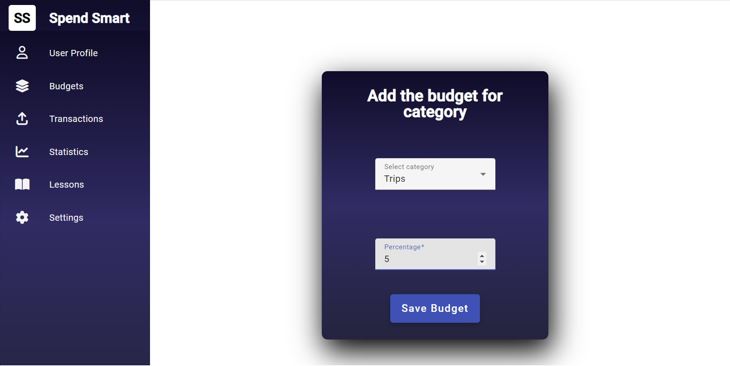 SS Spend Smart
User Profile
Budgets
Transactions
Statistics
Lessons
Settings
Add the budget for
category
Select category
Trips
Percentage*
5
Save Budget